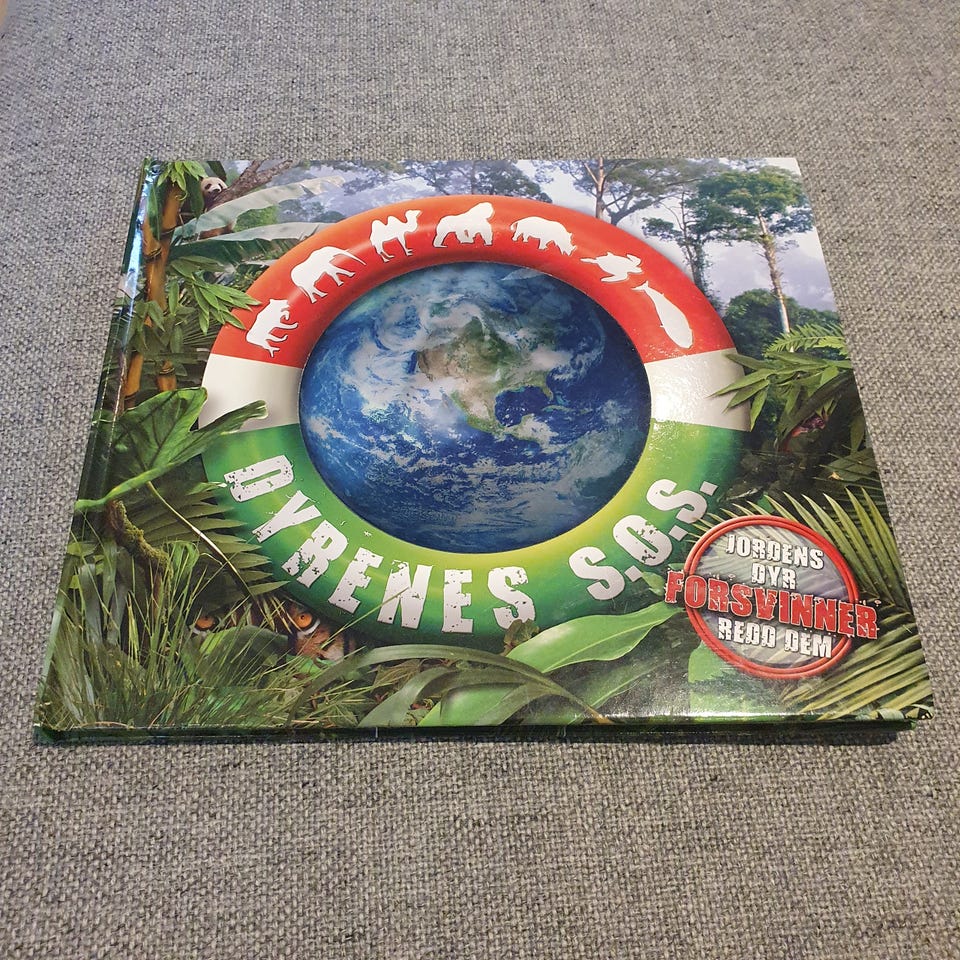 DYRENES S.O.S.
JORDENS
DYR
FORSVINNER
REDD DEM